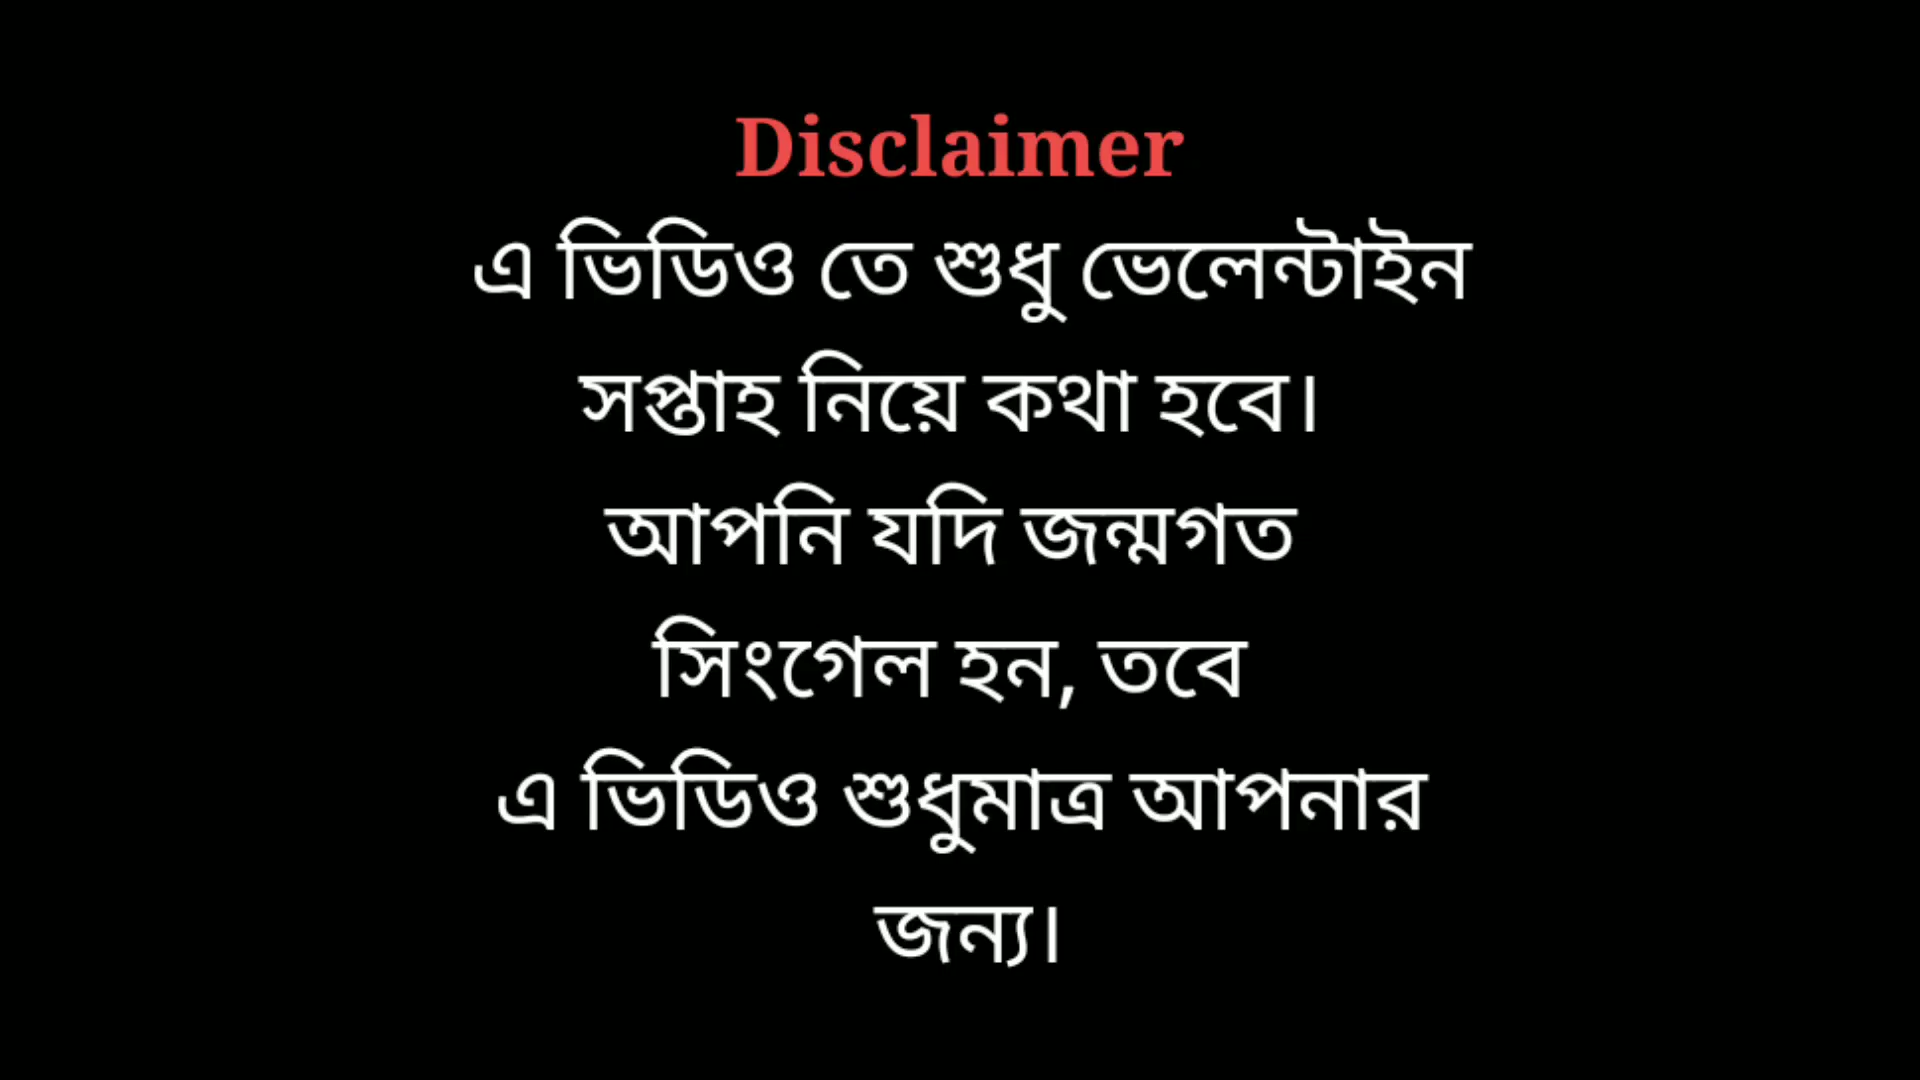 Disclaimer
এ ভিডিও তে শুধু ভেলেন্টাইন
সপ্তাহ নিয়ে কথা হবে।
আপনি যদি জন্মগত
সিংগেল হন, তবে
এ ভিডিও শুধুমাত্র আপনার
জন্য।